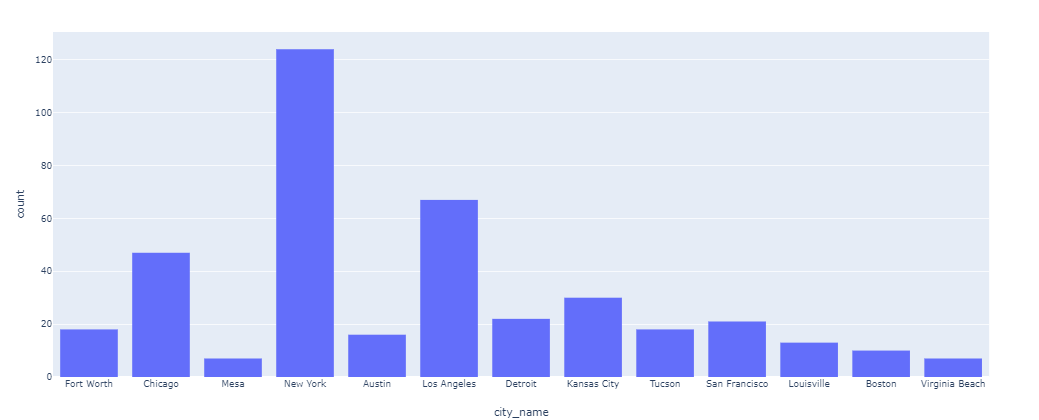 120
100
80
60
40
20
0
count
Fort Worth Chicago Mesa New York Austin Los Angeles Detroit Kansas City Tucson San Francisco Louisville Boston Virginia Beach
city_name